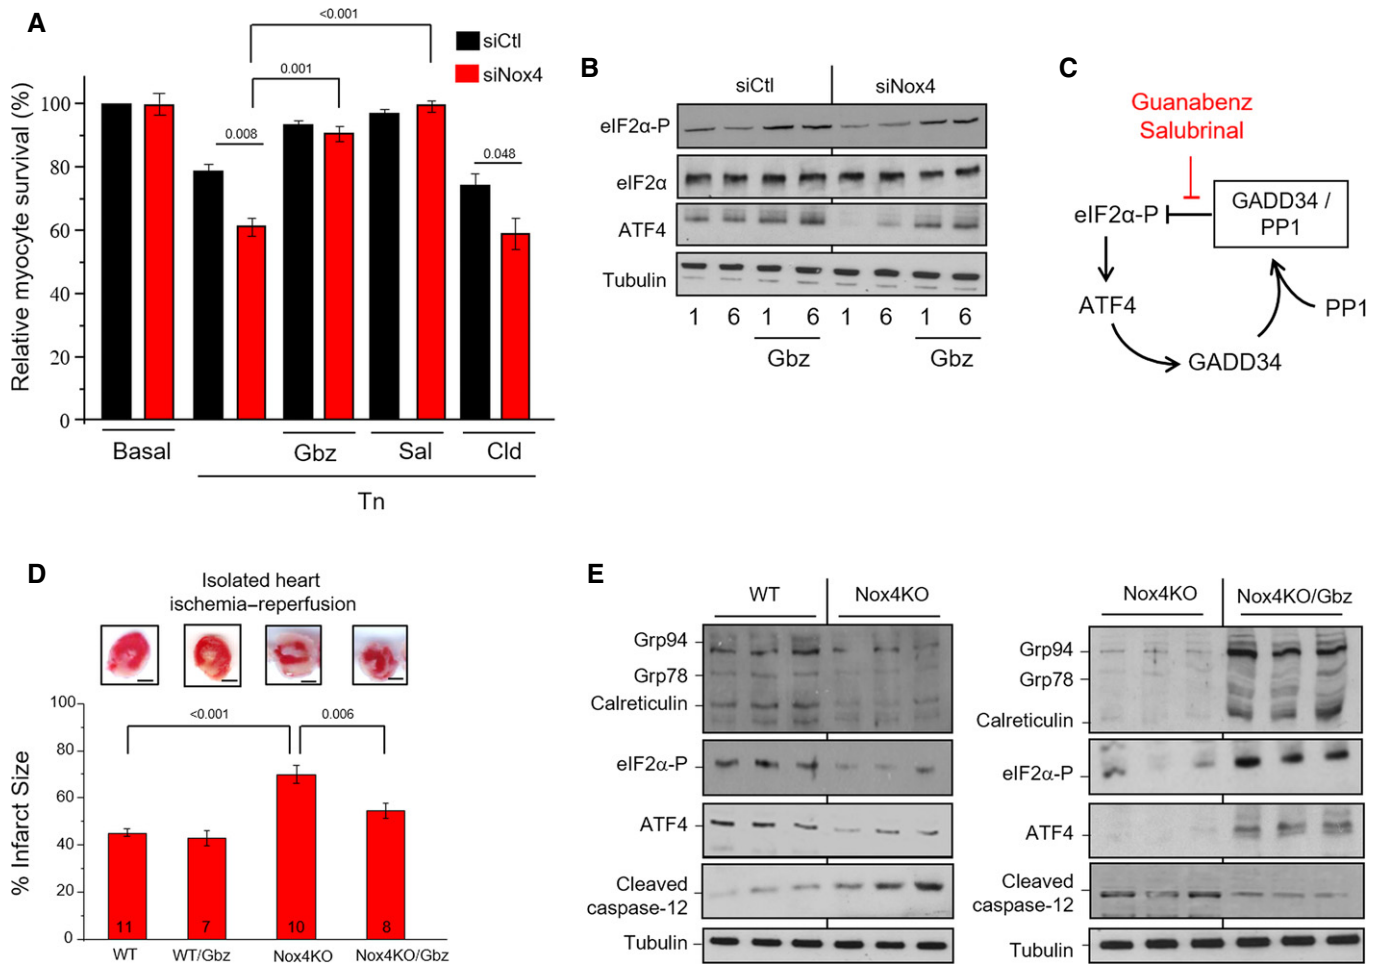 A
<0.001
siCtl
siNox4
0.001
0.008
0.048
Relative myocyte survival (%)
100
80
60
40
20
0
Basal
Gbz
Sal
Cld
Tn
B
siCtl
siNox4
eIF2α-P
eIF2α
ATF4
Tubulin
1 6 1 6 1 6 1 6
Gbz
Gbz
C
Guanabenz
Salubrinal
eIF2α-P
GADD34 /
PP1
ATF4
PP1
GADD34
D
Isolated heart
ischemia–reperfusion
% Infarct Size
100
80
60
40
20
0
<0.001
0.006
11
7
10
8
WT
WT/Gbz
Nox4KO
Nox4KO/Gbz
E
WT
Nox4KO
Grp94
Grp78
Calreticulin
eIF2α-P
ATF4
Cleaved
caspase-12
Tubulin
Nox4KO
Nox4KO/Gbz
Grp94
Grp78
Calreticulin
eIF2α-P
ATF4
Cleaved
caspase-12
Tubulin